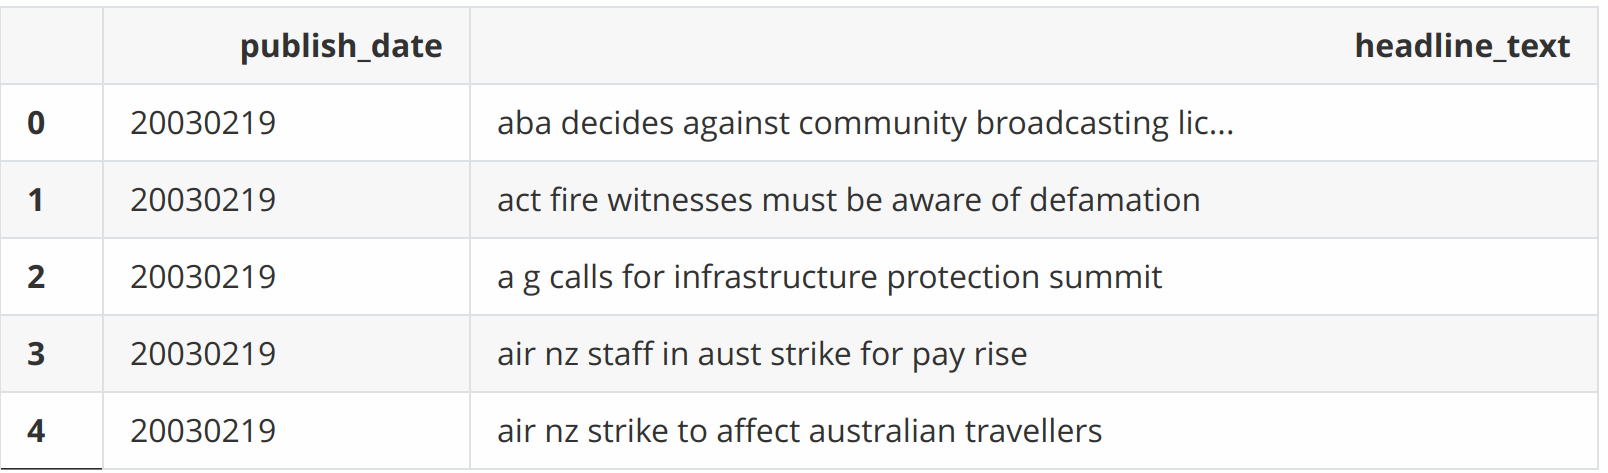 publish_date headline_text
0 20030219 aba decides against community broadcasting lic...
1 20030219 act fire witnesses must be aware of defamation
2 20030219 a g calls for infrastructure protection summit
3 20030219 air nz staff in aust strike for pay rise
4 20030219 air nz strike to affect australian travellers